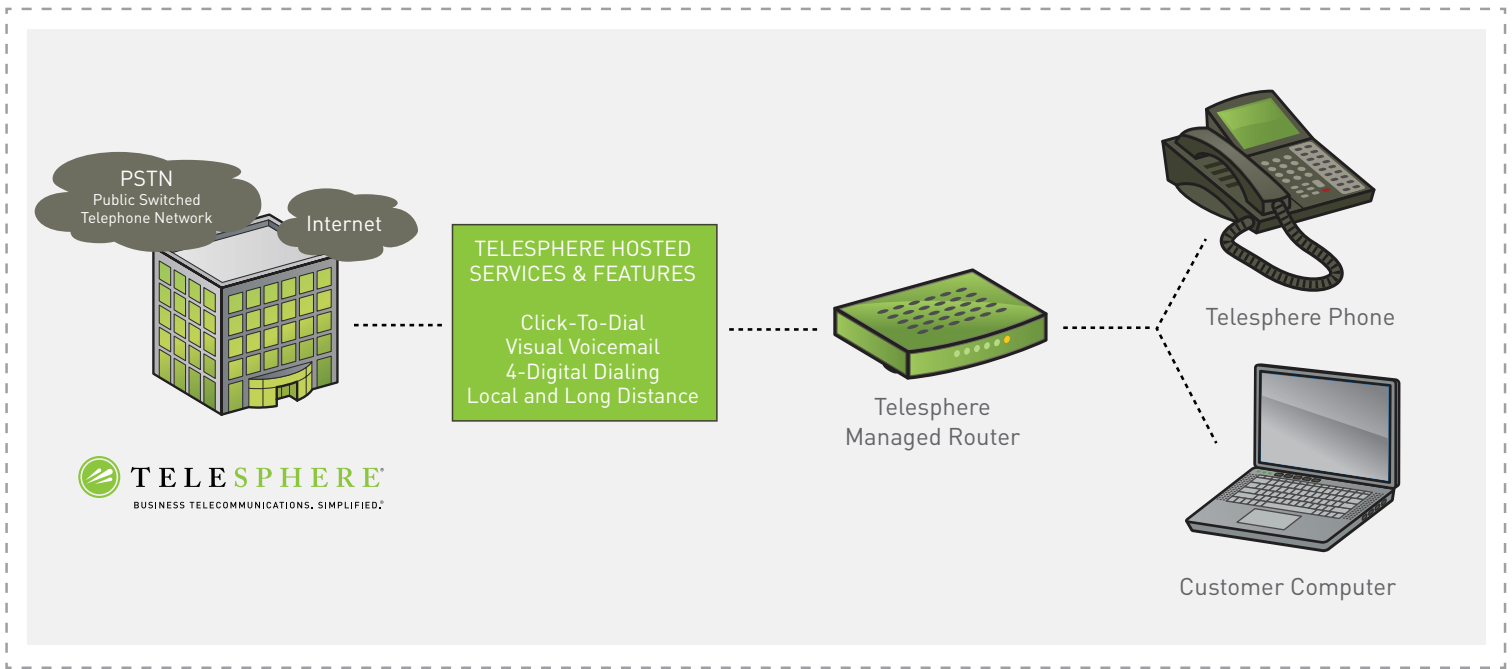 PSTN
Public Switched
Telephone Network
Internet
TELESPHERE HOSTED
SERVICES & FEATURES
Click-To-Dial
Visual Voicemail
4-Digital Dialing
Local and Long Distance
Telesphere
Managed Router
Telesphere Phone
Customer Computer
TELESPHERE®
BUSINESS TELECOMMUNICATIONS. SIMPLIFIED.®